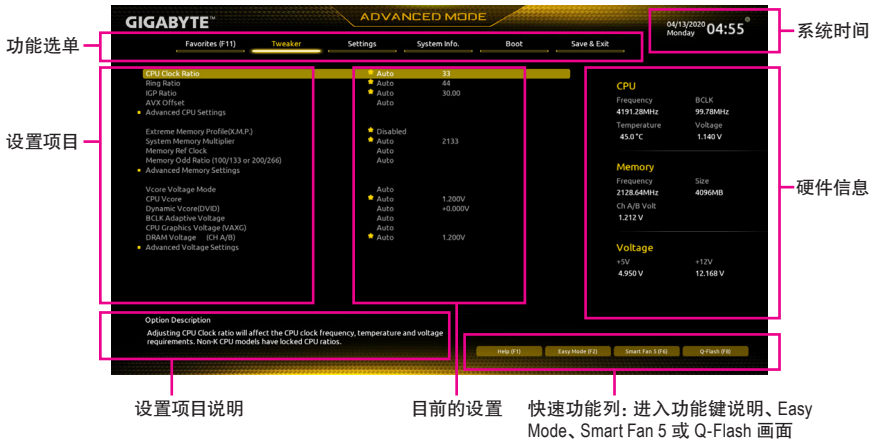 GIGABYTE™
ADVANCED MODE
04/13/2020 Monday 04:55
系统时间
功能选单
Favorites (F11) Tweaker Settings System Info. Boot Save & Exit
CPU Clock Ratio Auto 33
Ring Ratio Auto 44
IGP Ratio Auto 30.00
AVX Offset Auto
Advanced CPU Settings
Extreme Memory Profile(X.M.P.) Disabled
System Memory Multiplier Auto 2133
Memory Ref Clock Auto
Memory Odd Ratio (100/133 or 200/266) Auto
Advanced Memory Settings
Vcore Voltage Mode Auto
CPU Vcore Auto 1.200V
Dynamic Vcore(DVID) Auto +0.000V
BCLK Adaptive Voltage Auto
CPU Graphics Voltage (VAXG) Auto
DRAM Voltage (CH A/B) Auto 1.200V
Advanced Voltage Settings
设置项目
CPU
Frequency BCLK
4191.28MHz 99.78MHz
Temperature Voltage
45.0 °C 1.140 V
Memory
Frequency Size
2128.64MHz 4096MB
Ch A/B Volt
1.212 V
Voltage
+5V +12V
4.950 V 12.168 V
硬件信息
Option Description
Adjusting CPU Clock ratio will affect the CPU clock frequency, temperature and voltage
requirements. Non-K CPU models have locked CPU ratios.
Help (F1) Easy Mode (F2) Smart Fan 5 (F6) Q-Flash (F8)
设置项目说明
目前的设置
快速功能列: 进入功能键说明、Easy
Mode、Smart Fan 5 或 Q-Flash 画面